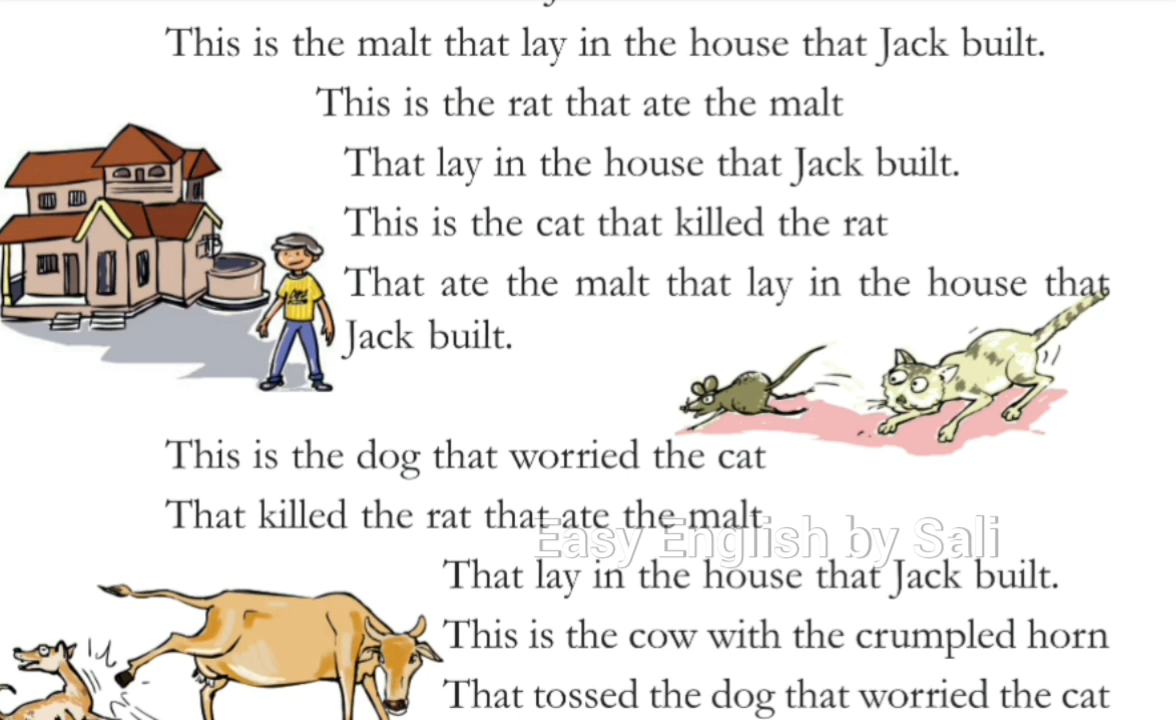 This is the malt that lay in the house that Jack built.
This is the rat that ate the malt
That lay in the house that Jack built.
This is the cat that killed the rat
That ate the malt that lay in the house that
Jack built.
This is the dog that worried the cat
That killed the rat that ate the malt
Easy English by Sali
That lay in the house that Jack built.
This is the cow with the crumpled horn
That tossed the dog that worried the cat